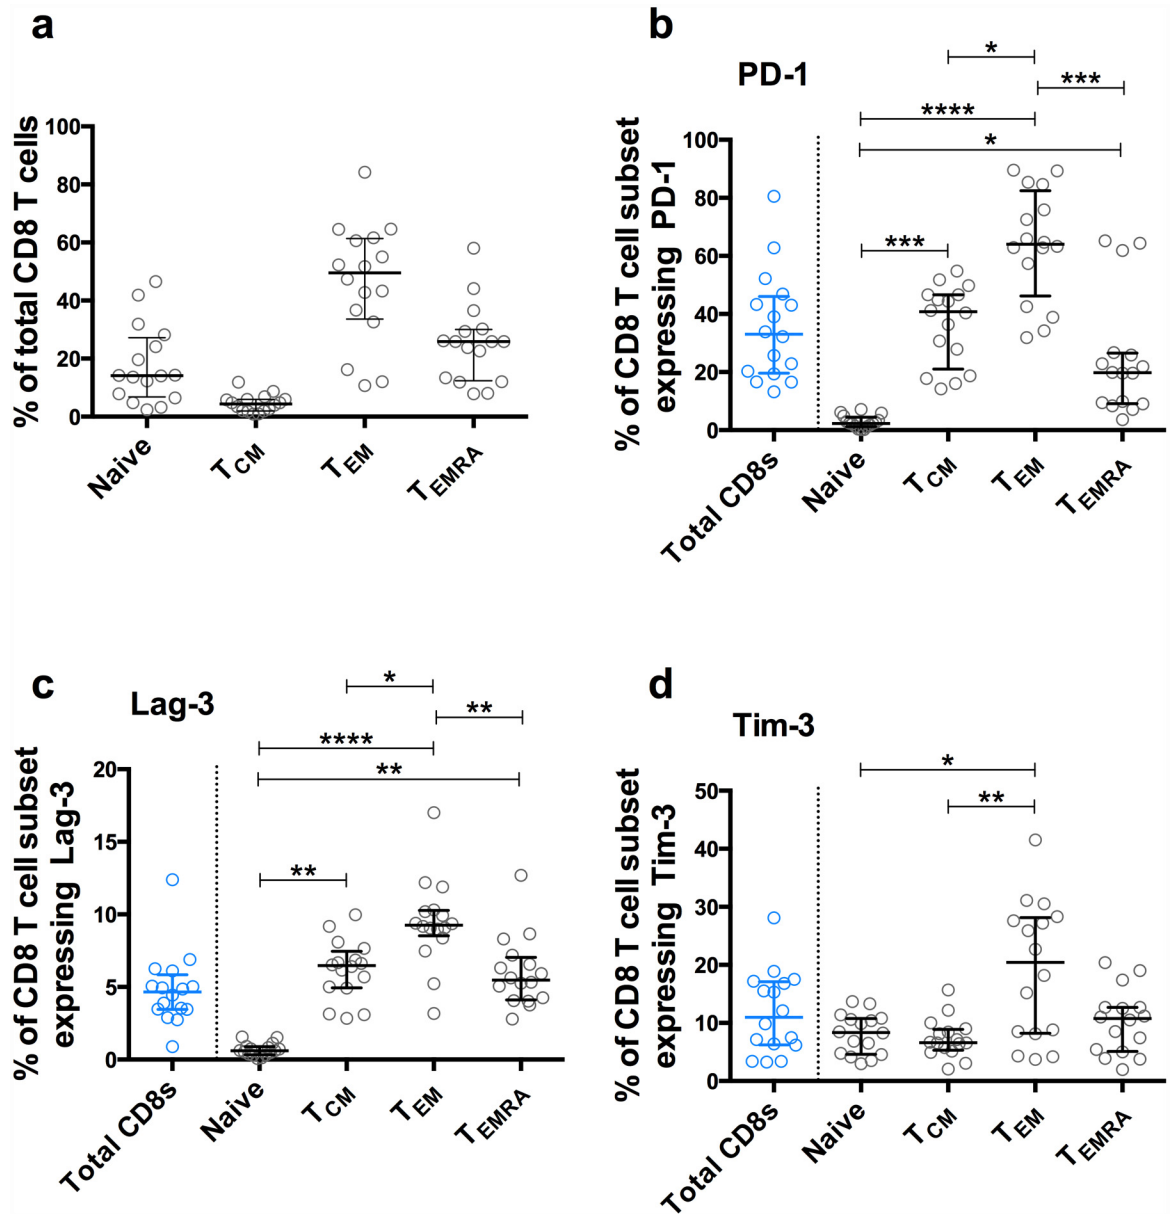 a
% of total CD8 T cells
100
80
60
40
20
0
Naive
TCM
TEM
TEMRA
b
PD-1
% of CD8 T cell subset
expressing PD-1
*
***
****
*
***
100
80
60
40
20
0
Total CD8s
Naive
TCM
TEM
TEMRA
c
Lag-3
% of CD8 T cell subset
expressing Lag-3
*
**
****
**
**
20
15
10
5
0
Total CD8s
Naive
TCM
TEM
TEMRA
d
Tim-3
% of CD8 T cell subset
expressing Tim-3
*
**
50
40
30
20
10
0
Total CD8s
Naive
TCM
TEM
TEMRA